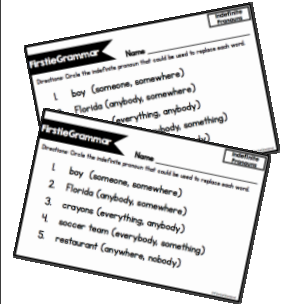 Indefinite
Pronouns
FirstieGrammar
Name
Directions: Circle the indefinite pronoun that could be used to replace each word.
1. boy (someone, somewhere)
Florida (anybody, somewhere)
(everything, anybody)
body, something)
nobody)
Indefinite
Pronouns
FirstieGrammar
Name
Directions: Circle the indefinite pronoun that could be used to replace each word.
1. boy (someone, somewhere)
2. Florida (anybody, somewhere)
3. crayons (everything, anybody)
4. soccer team (everybody, something)
5. restaurant (anywhere, nobody)